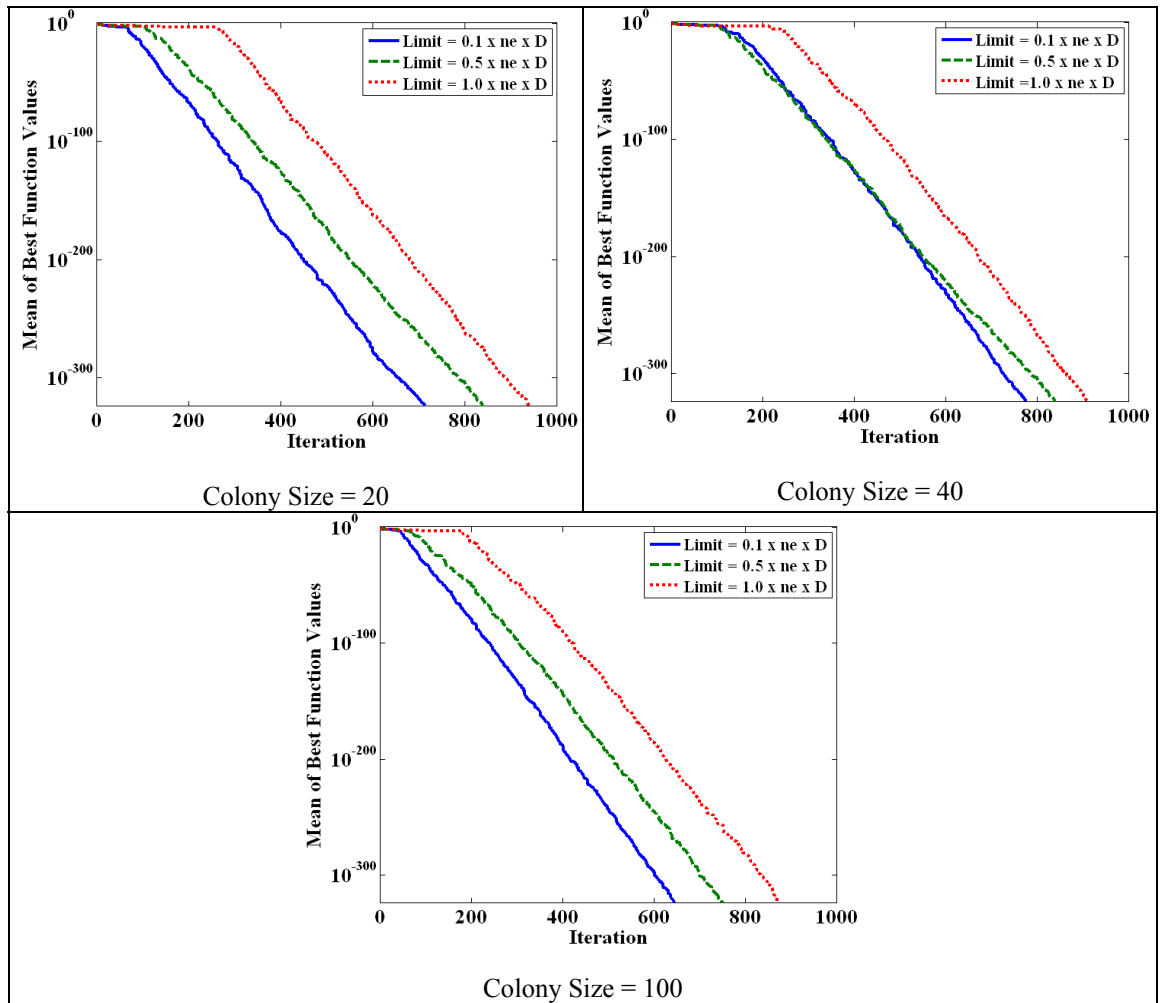 10^0
10^-100
10^-200
10^-300
Mean of Best Function Values
Limit = 0.1 x ne x D
Limit = 0.5 x ne x D
Limit = 1.0 x ne x D
0 200 400 600 800 1000
Iteration
Colony Size = 20
10^0
10^-100
10^-200
10^-300
Mean of Best Function Values
Limit = 0.1 x ne x D
Limit = 0.5 x ne x D
Limit =1.0 x ne x D
0 200 400 600 800 1000
Iteration
Colony Size = 40
10^0
10^-100
10^-200
10^-300
Mean of Best Function Values
Limit = 0.1 x ne x D
Limit = 0.5 x ne x D
Limit = 1.0 x ne x D
0 200 400 600 800 1000
Iteration
Colony Size = 100